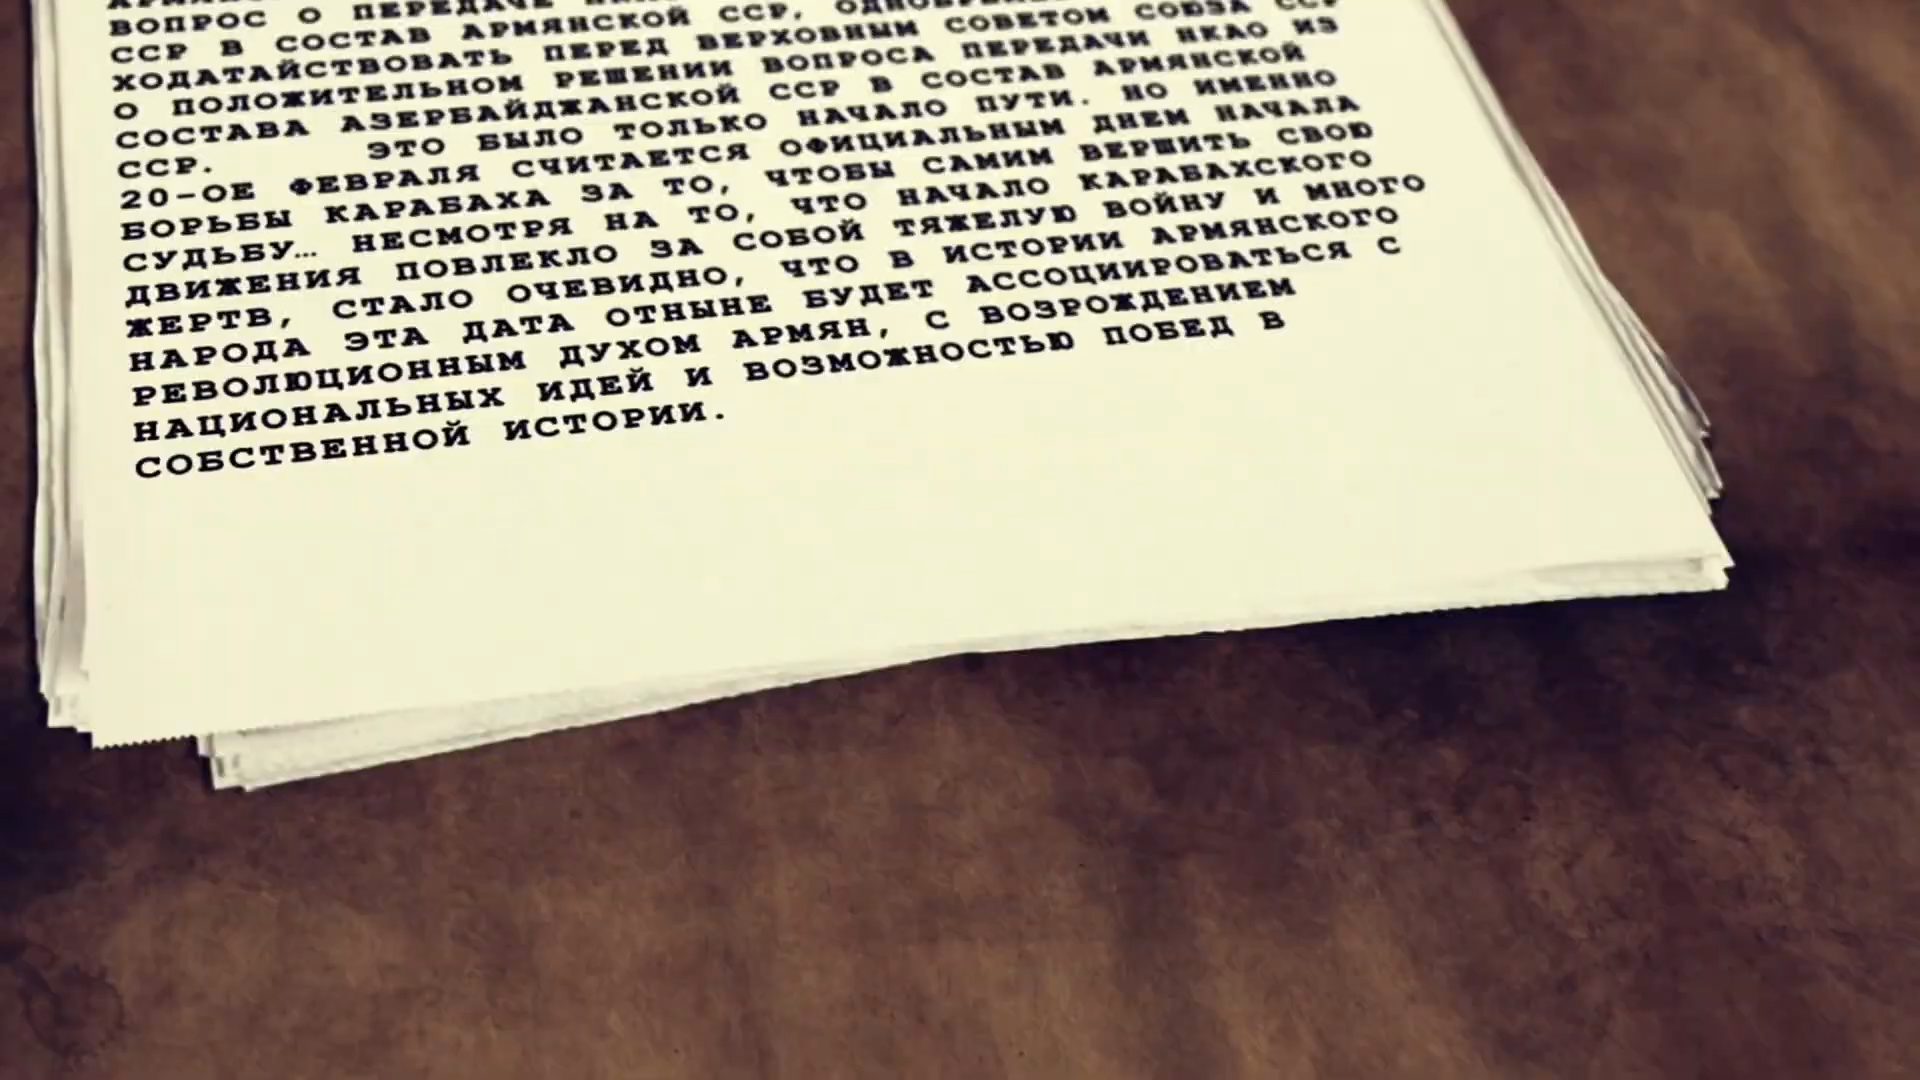 ВОПРОС О ПЕРЕДАЧЕ
ССР В СОСТАВ АРМЯНСКОЙ ССР, ОДНОВРЕМЕННО
ХОДАТАЙСТВОВАТЬ ПЕРЕД ВЕРХОВНЫМ СОВЕТОМ СОЮЗА ССР
О ПОЛОЖИТЕЛЬНОМ РЕШЕНИИ ВОПРОСА ПЕРЕДАЧИ НКАО ИЗ
СОСТАВА АЗЕРБАЙДЖАНСКОЙ ССР В СОСТАВ АРМЯНСКОЙ
ССР. ЭТО БЫЛО ТОЛЬКО НАЧАЛО ПУТИ. НО ИМЕННО
20-ОЕ ФЕВРАЛЯ СЧИТАЕТСЯ ОФИЦИАЛЬНЫМ ДНЕМ НАЧАЛА
БОРЬБЫ КАРАБАХА ЗА ТО, ЧТОБЫ САМИМ ВЕРШИТЬ СВОЮ
СУДЬБУ… НЕСМОТРЯ НА ТО, ЧТО НАЧАЛО КАРАБАХСКОГО
ДВИЖЕНИЯ ПОВЛЕКЛО ЗА СОБОЙ ТЯЖЕЛУЮ ВОЙНУ И МНОГО
ЖЕРТВ, СТАЛО ОЧЕВИДНО, ЧТО В ИСТОРИИ АРМЯНСКОГО
НАРОДА ЭТА ДАТА ОТНЫНЕ БУДЕТ АССОЦИИРОВАТЬСЯ С
РЕВОЛЮЦИОННЫМ ДУХОМ АРМЯН, С ВОЗРОЖДЕНИЕМ
НАЦИОНАЛЬНЫХ ИДЕЙ И ВОЗМОЖНОСТЬЮ ПОБЕД В
СОБСТВЕННОЙ ИСТОРИИ.